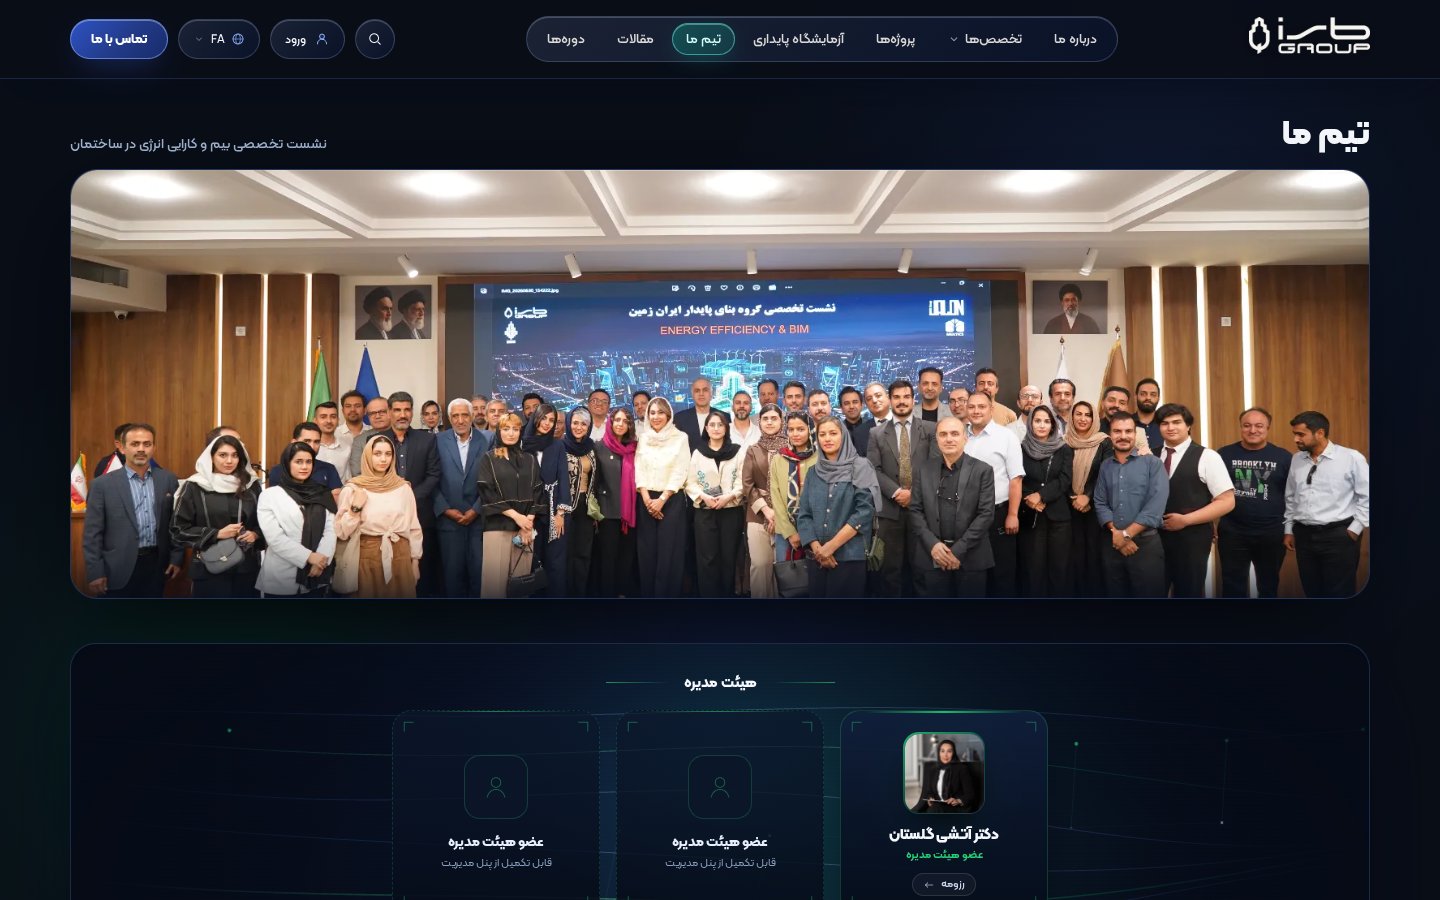 درباره ما
تخصص‌ها
پروژه‌ها
آزمایشگاه پایداری
تیم ما
مقالات
دوره‌ها
ورود
FA
تماس با ما
GROUP
تیم ما
نشست تخصصی بیم و کارایی انرژی در ساختمان
نشست تخصصی گروه بنای پایدار ایران زمین
ENERGY EFFICIENCY & BIM
GROUP
BROOKLYN
NY
هیئت مدیره
دکتر آتشی گلستان
عضو هیئت مدیره
رزومه
عضو هیئت مدیره
قابل تکمیل از پنل مدیریت
عضو هیئت مدیره
قابل تکمیل از پنل مدیریت